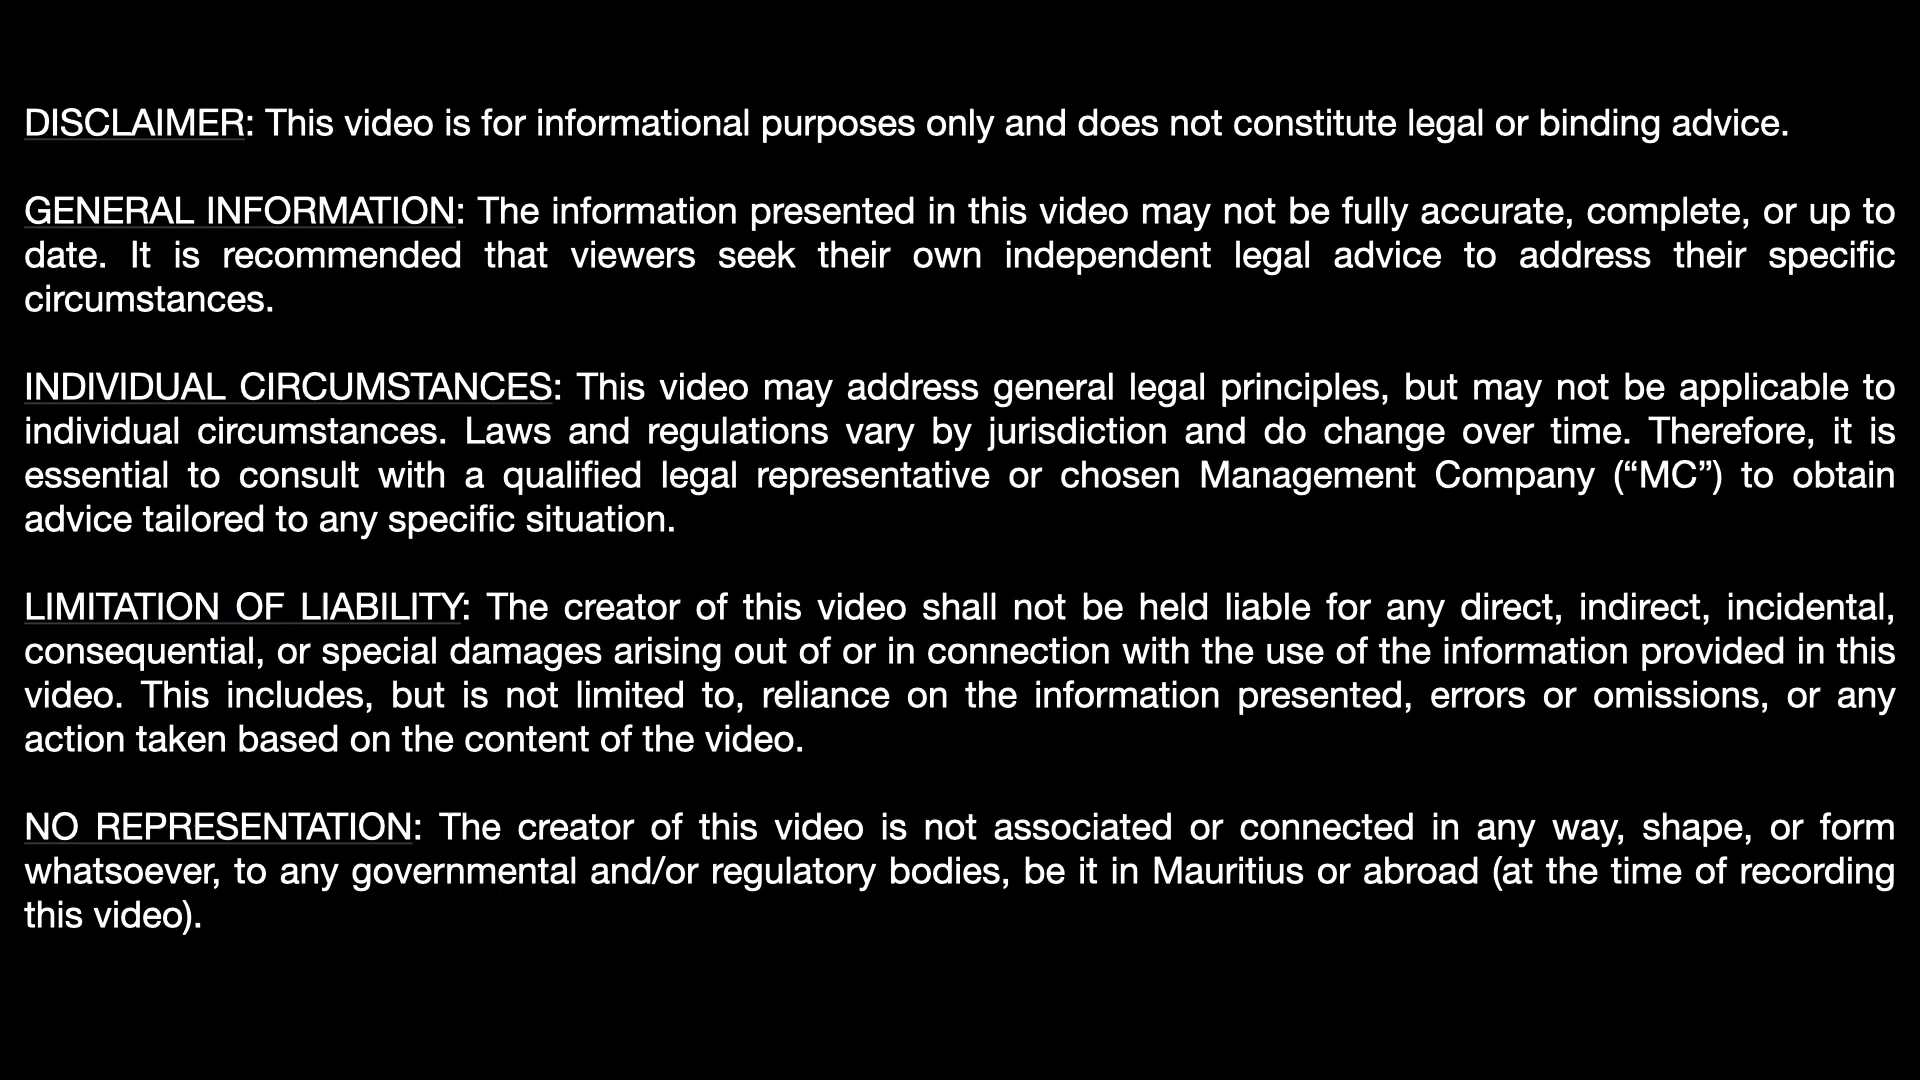 DISCLAIMER: This video is for informational purposes only and does not constitute legal or binding advice.
GENERAL INFORMATION: The information presented in this video may not be fully accurate, complete, or up to
date. It is recommended that viewers seek their own independent legal advice to address their specific
circumstances.
INDIVIDUAL CIRCUMSTANCES: This video may address general legal principles, but may not be applicable to
individual circumstances. Laws and regulations vary by jurisdiction and do change over time. Therefore, it is
essential to consult with a qualified legal representative or chosen Management Company (“MC”) to obtain
advice tailored to any specific situation.
LIMITATION OF LIABILITY: The creator of this video shall not be held liable for any direct, indirect, incidental,
consequential, or special damages arising out of or in connection with the use of the information provided in this
video. This includes, but is not limited to, reliance on the information presented, errors or omissions, or any
action taken based on the content of the video.
NO REPRESENTATION: The creator of this video is not associated or connected in any way, shape, or form
whatsoever, to any governmental and/or regulatory bodies, be it in Mauritius or abroad (at the time of recording
this video).